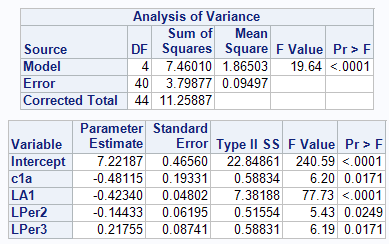 Analysis of Variance
Sum of Mean
Source DF Squares Square F Value Pr > F
Model 4 7.46010 1.86503 19.64 <.0001
Error 40 3.79877 0.09497
Corrected Total 44 11.25887
Parameter Standard
Variable Estimate Error Type II SS F Value Pr > F
Intercept 7.22187 0.46560 22.84861 240.59 <.0001
c1a -0.48115 0.19331 0.58834 6.20 0.0171
LA1 -0.42340 0.04802 7.38188 77.73 <.0001
LPer2 -0.14433 0.06195 0.51554 5.43 0.0249
LPer3 0.21755 0.08741 0.58831 6.19 0.0171